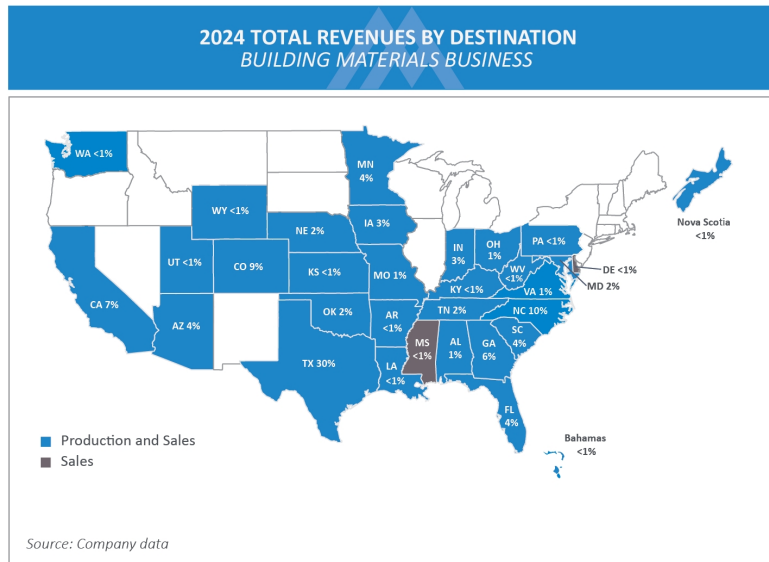 2024 TOTAL REVENUES BY DESTINATION
BUILDING MATERIALS BUSINESS
WA <1%
MN
4%
WY <1%
IA 3%
NE 2%
UT <1%
CO 9%
KS <1%
MO 1%
IN
3%
OH
1%
PA <1%
WV
<1%
KY <1%
VA 1%
DE <1%
MD 2%
Nova Scotia
<1%
CA 7%
AZ 4%
OK 2%
AR
<1%
TN 2%
NC 10%
SC
4%
TX 30%
LA
<1%
MS
<1%
AL
1%
GA
6%
FL
4%
Bahamas
<1%
Production and Sales
Sales
Source: Company data